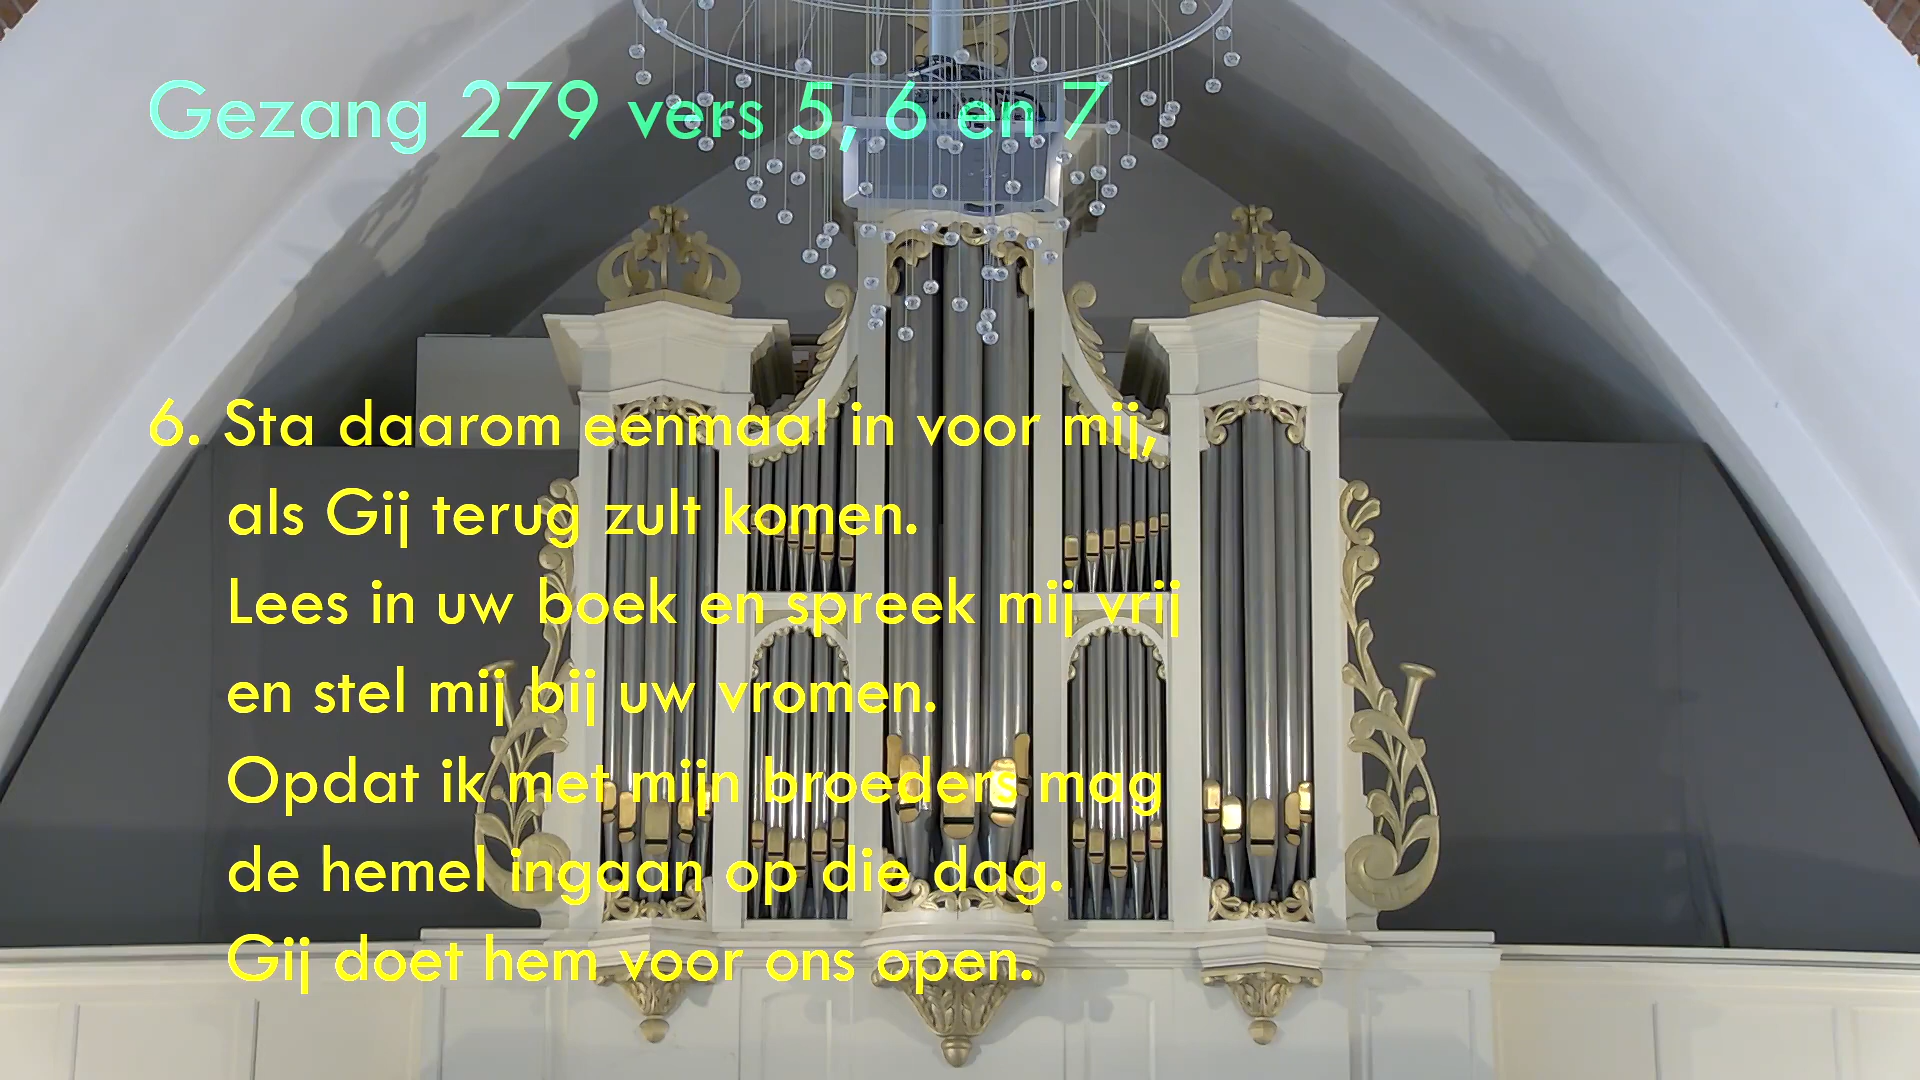 Gezang 279 vers 5, 6 en 7
6. Sta daarom eenmaal in voor mij,
als Gij terug zult komen.
Lees in uw boek en spreek mij vrij
en stel mij bij uw vromen.
Opdat ik met mijn broeders mag
de hemel ingaan op die dag.
Gij doet hem voor ons open.